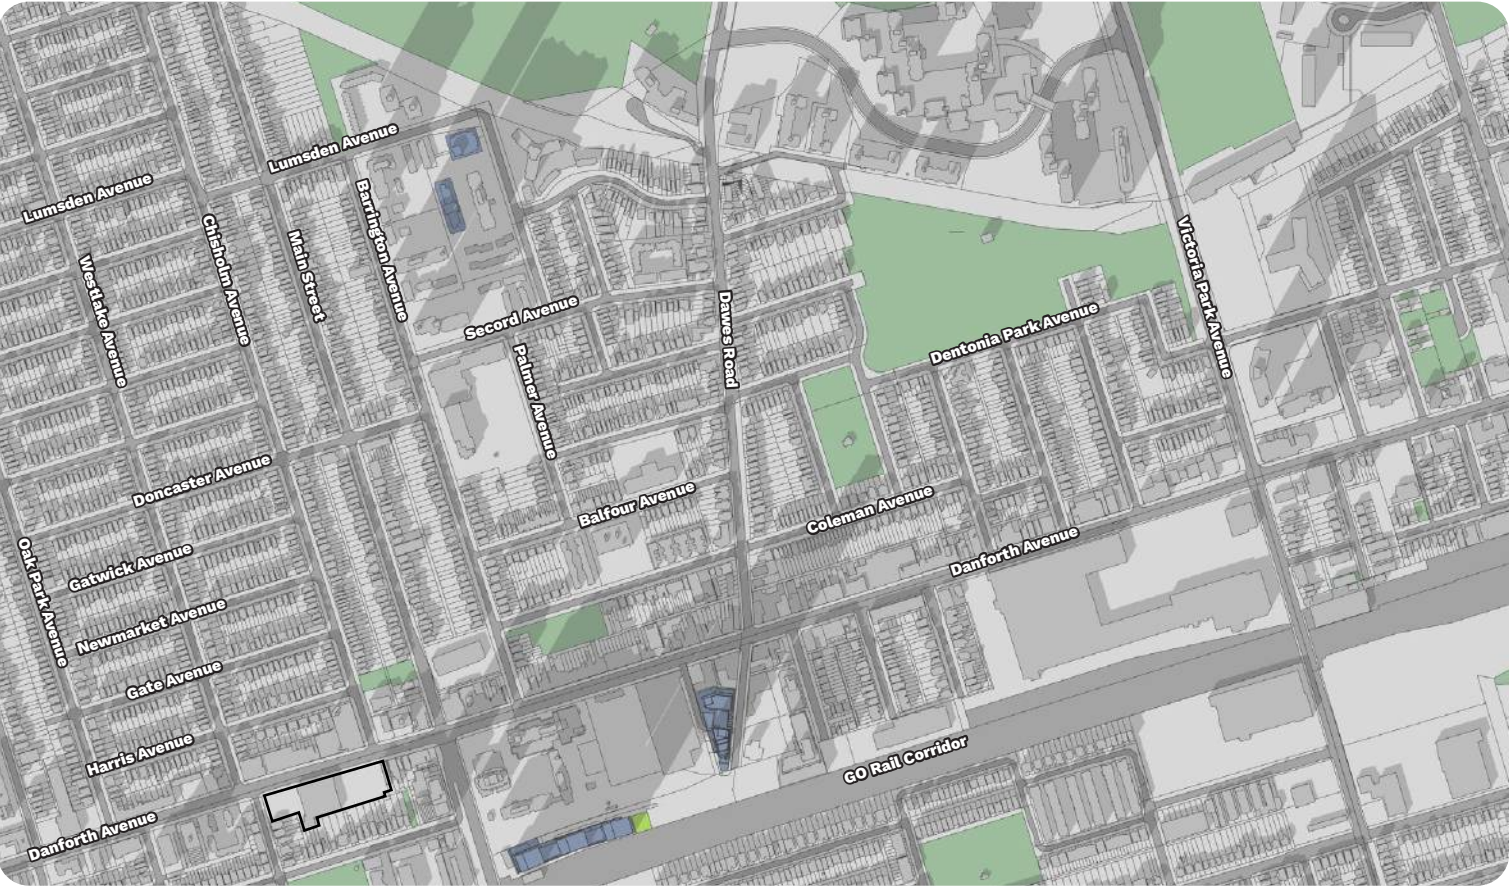 Lumsden Avenue
Lumsden Avenue
Barrington Avenue
Chisholm Avenue
Main Street
Westlake Avenue
Victoria Park Avenue
Secord Avenue
Dawes Road
Dentonia Park Avenue
Palmer Avenue
Doncaster Avenue
Balfour Avenue
Coleman Avenue
Danforth Avenue
Oak Park Avenue
Gatwick Avenue
Newmarket Avenue
Gate Avenue
Harris Avenue
GO Rail Corridor
Danforth Avenue